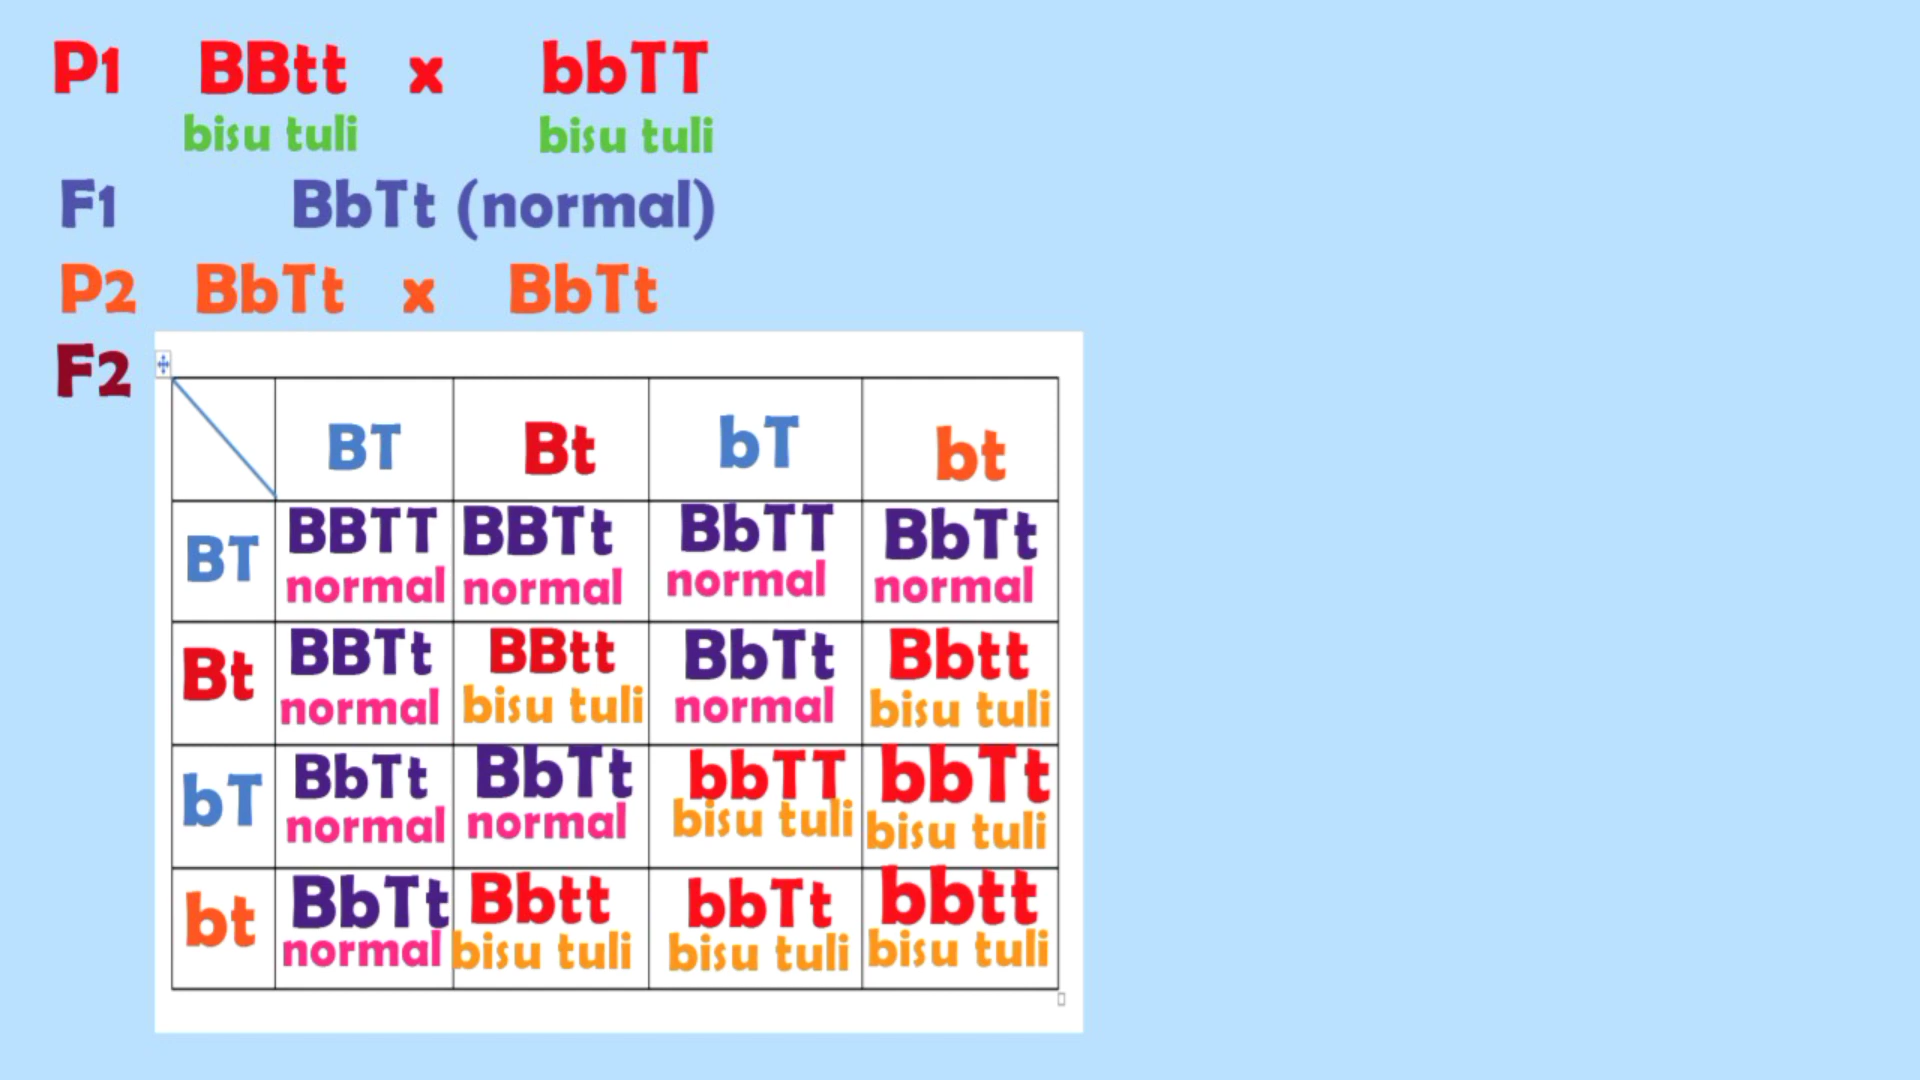 P1 BBtt x bbTT
bisu tuli bisu tuli
F1 BbTt (normal)
P2 BbTt x BbTt
F2
BT Bt bT bt
BT BBTT BBTt BbTT BbTt
normal normal normal normal
Bt BBTt BBtt BbTt Bbtt
normal bisu tuli normal bisu tuli
bT BbTt BbTt bbTT bbTt
normal normal bisu tuli bisu tuli
bt BbTt Bbtt bbTt bbtt
normal bisu tuli bisu tuli bisu tuli